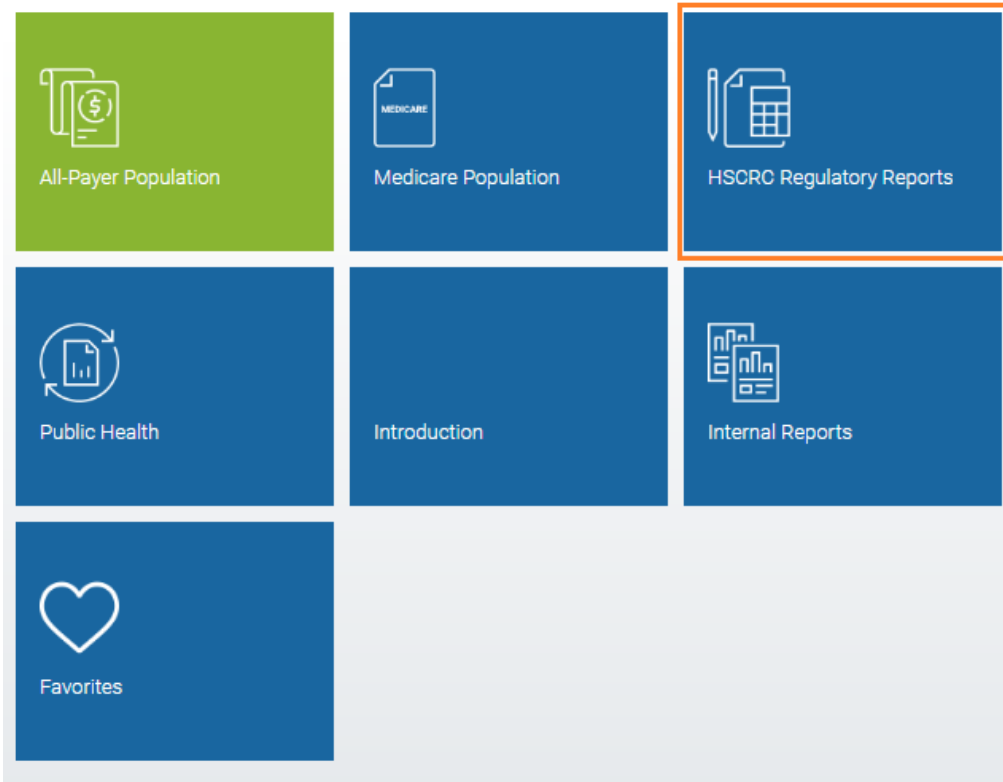 All-Payer Population
MEDICARE
Medicare Population
HSCRC Regulatory Reports
Public Health
Introduction
Internal Reports
Favorites